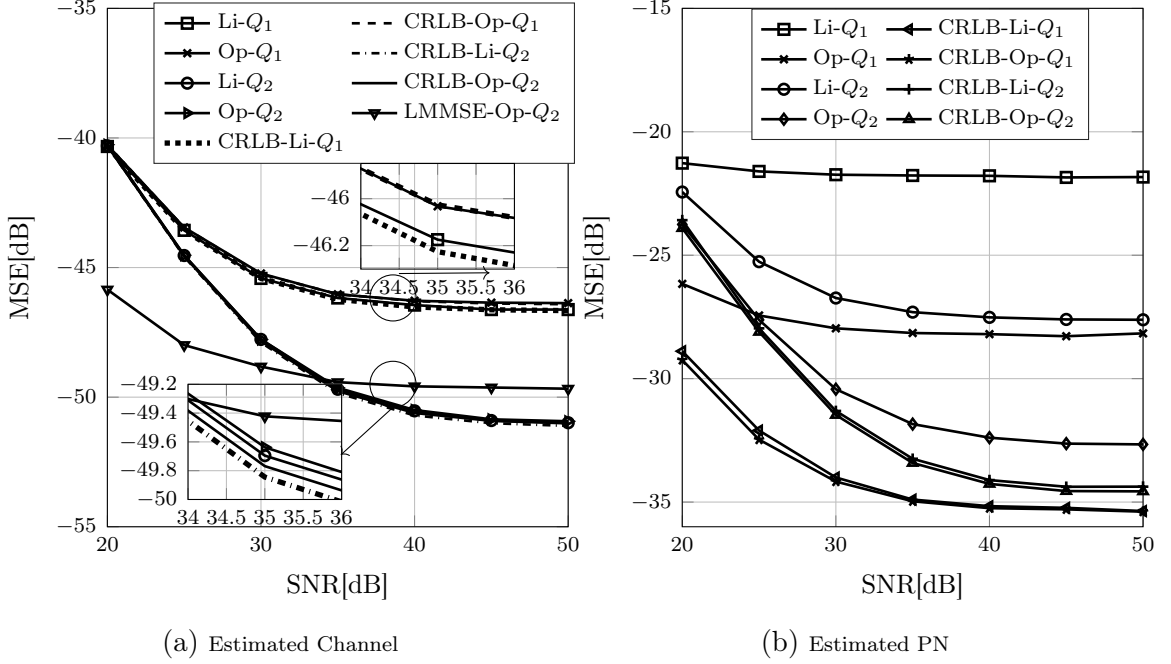 −35
−40
−45
−50
−55
MSE[dB]
20
30
40
50
SNR[dB]
Li-Q1
Op-Q1
Li-Q2
Op-Q2
CRLB-Li-Q1
CRLB-Op-Q1
CRLB-Li-Q2
CRLB-Op-Q2
LMMSE-Op-Q2
−46
−46.2
34
34.5
35
35.5
36
−49.2
−49.4
−49.6
−49.8
−50
34
34.5
35
35.5
36
(a) Estimated Channel
−15
−20
−25
−30
−35
MSE[dB]
20
30
40
50
SNR[dB]
Li-Q1
Op-Q1
Li-Q2
Op-Q2
CRLB-Li-Q1
CRLB-Op-Q1
CRLB-Li-Q2
CRLB-Op-Q2
(b) Estimated PN